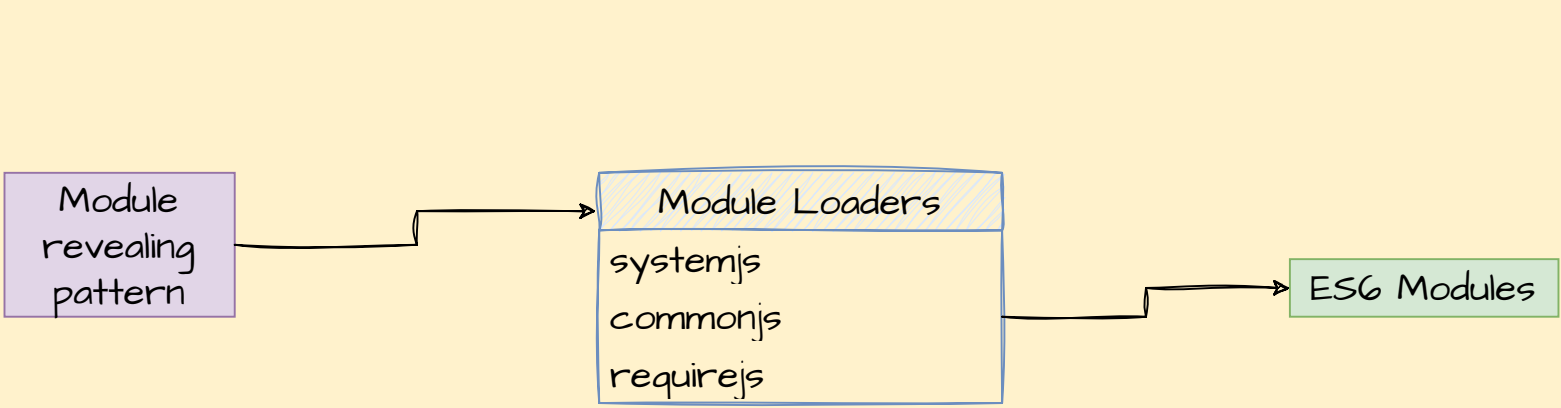 Module
revealing
pattern
Module Loaders
systemjs
commonjs
requirejs
ES6 Modules